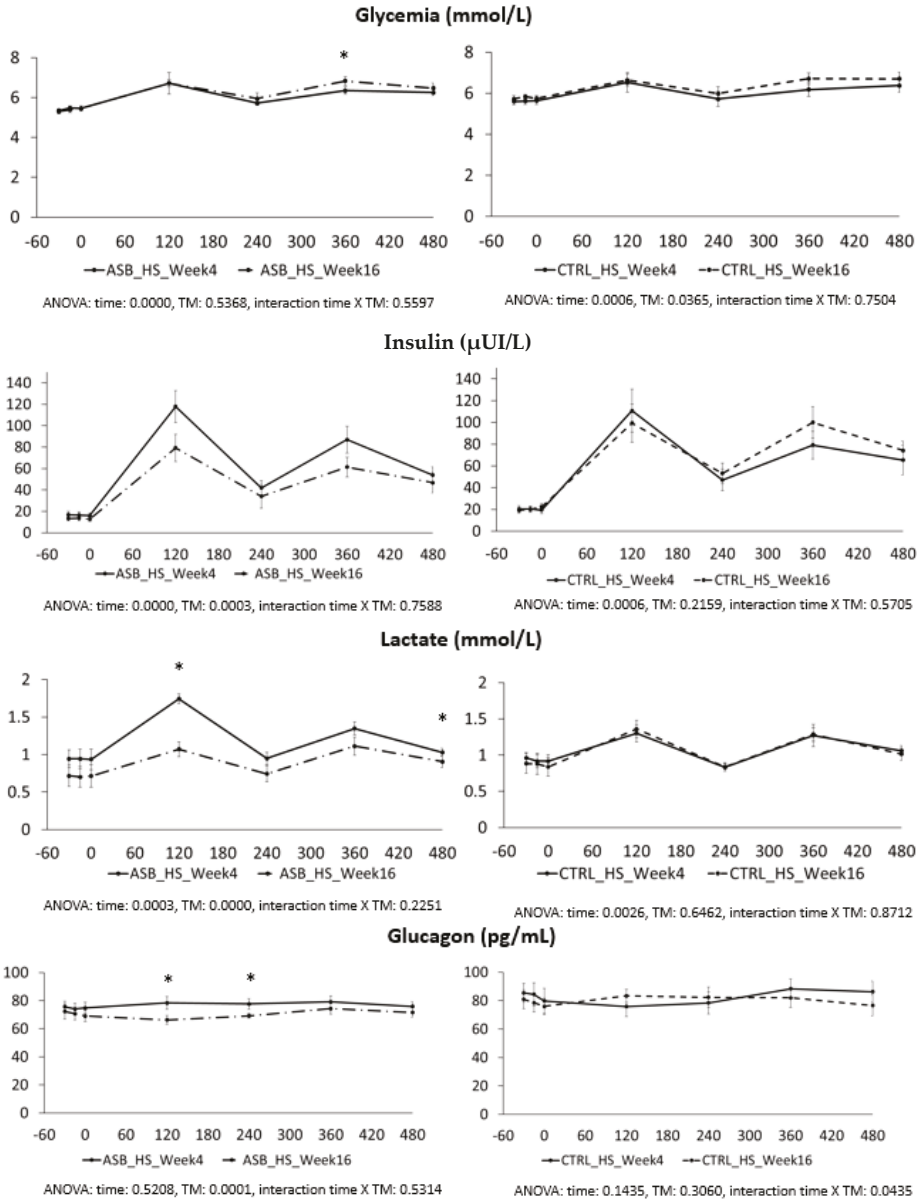 Glycemia (mmol/L)
*
8
6
4
2
0
-60 0 60 120 180 240 300 360 420 480
ASB_HS_Week4 ASB_HS_Week16
ANOVA: time: 0.0000, TM: 0.5368, interaction time X TM: 0.5597
8
6
4
2
0
-60 0 60 120 180 240 300 360 420 480
CTRL_HS_Week4 CTRL_HS_Week16
ANOVA: time: 0.0006, TM: 0.0365, interaction time X TM: 0.7504
Insulin (µUI/L)
140
120
100
80
60
40
20
0
-60 0 60 120 180 240 300 360 420 480
ASB_HS_Week4 ASB_HS_Week16
ANOVA: time: 0.0000, TM: 0.0003, interaction time X TM: 0.7588
140
120
100
80
60
40
20
0
-60 0 60 120 180 240 300 360 420 480
CTRL_HS_Week4 CTRL_HS_Week16
ANOVA: time: 0.0006, TM: 0.2159, interaction time X TM: 0.5705
Lactate (mmol/L)
* *
2
1.5
1
0.5
0
-60 0 60 120 180 240 300 360 420 480
ASB_HS_Week4 ASB_HS_Week16
ANOVA: time: 0.0003, TM: 0.0000, interaction time X TM: 0.2251
2
1.5
1
0.5
0
-60 0 60 120 180 240 300 360 420 480
CTRL_HS_Week4 CTRL_HS_Week16
ANOVA: time: 0.0026, TM: 0.6462, interaction time X TM: 0.8712
Glucagon (pg/mL)
* *
100
80
60
40
20
0
-60 0 60 120 180 240 300 360 420 480
ASB_HS_Week4 ASB_HS_Week16
ANOVA: time: 0.5208, TM: 0.0001, interaction time X TM: 0.5314
100
80
60
40
20
0
-60 0 60 120 180 240 300 360 420 480
CTRL_HS_Week4 CTRL_HS_Week16
ANOVA: time: 0.1435, TM: 0.3060, interaction time X TM: 0.0435